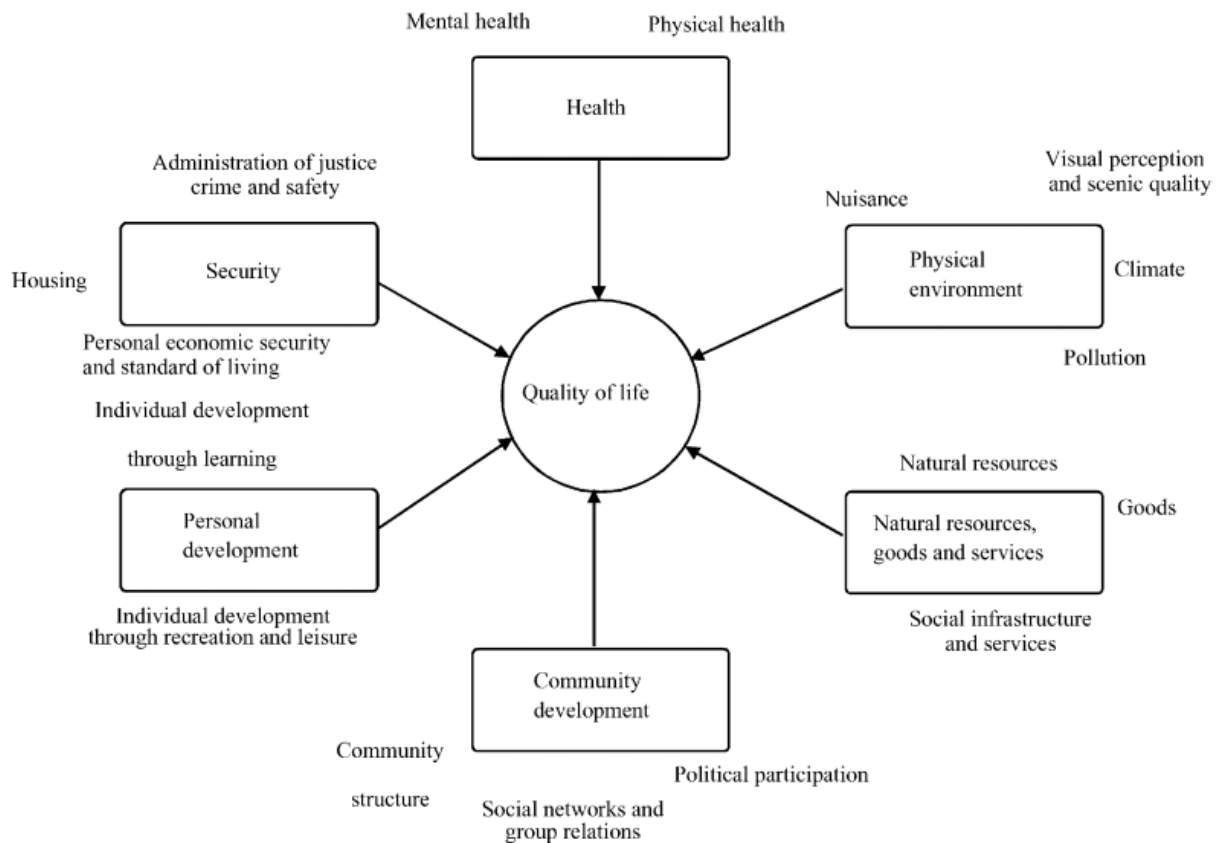 Mental health
Physical health
Health
Administration of justice
crime and safety
Visual perception
and scenic quality
Nuisance
Housing
Security
Physical
environment
Climate
Personal economic security
and standard of living
Pollution
Quality of life
Individual development
through learning
Natural resources
Personal
development
Natural resources,
goods and services
Goods
Individual development
through recreation and leisure
Social infrastructure
and services
Community
development
Community
structure
Political participation
Social networks and
group relations